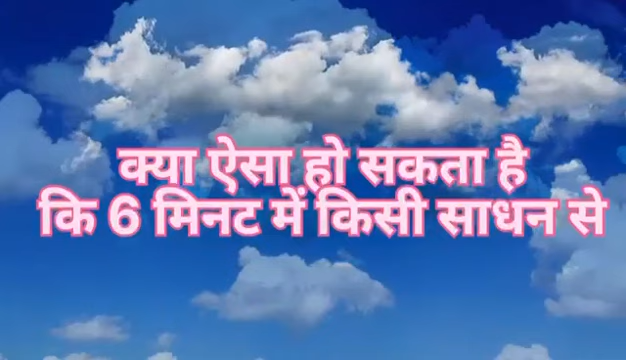 क्या ऐसा हो सकता है
कि 6 मिनट में किसी साधन से